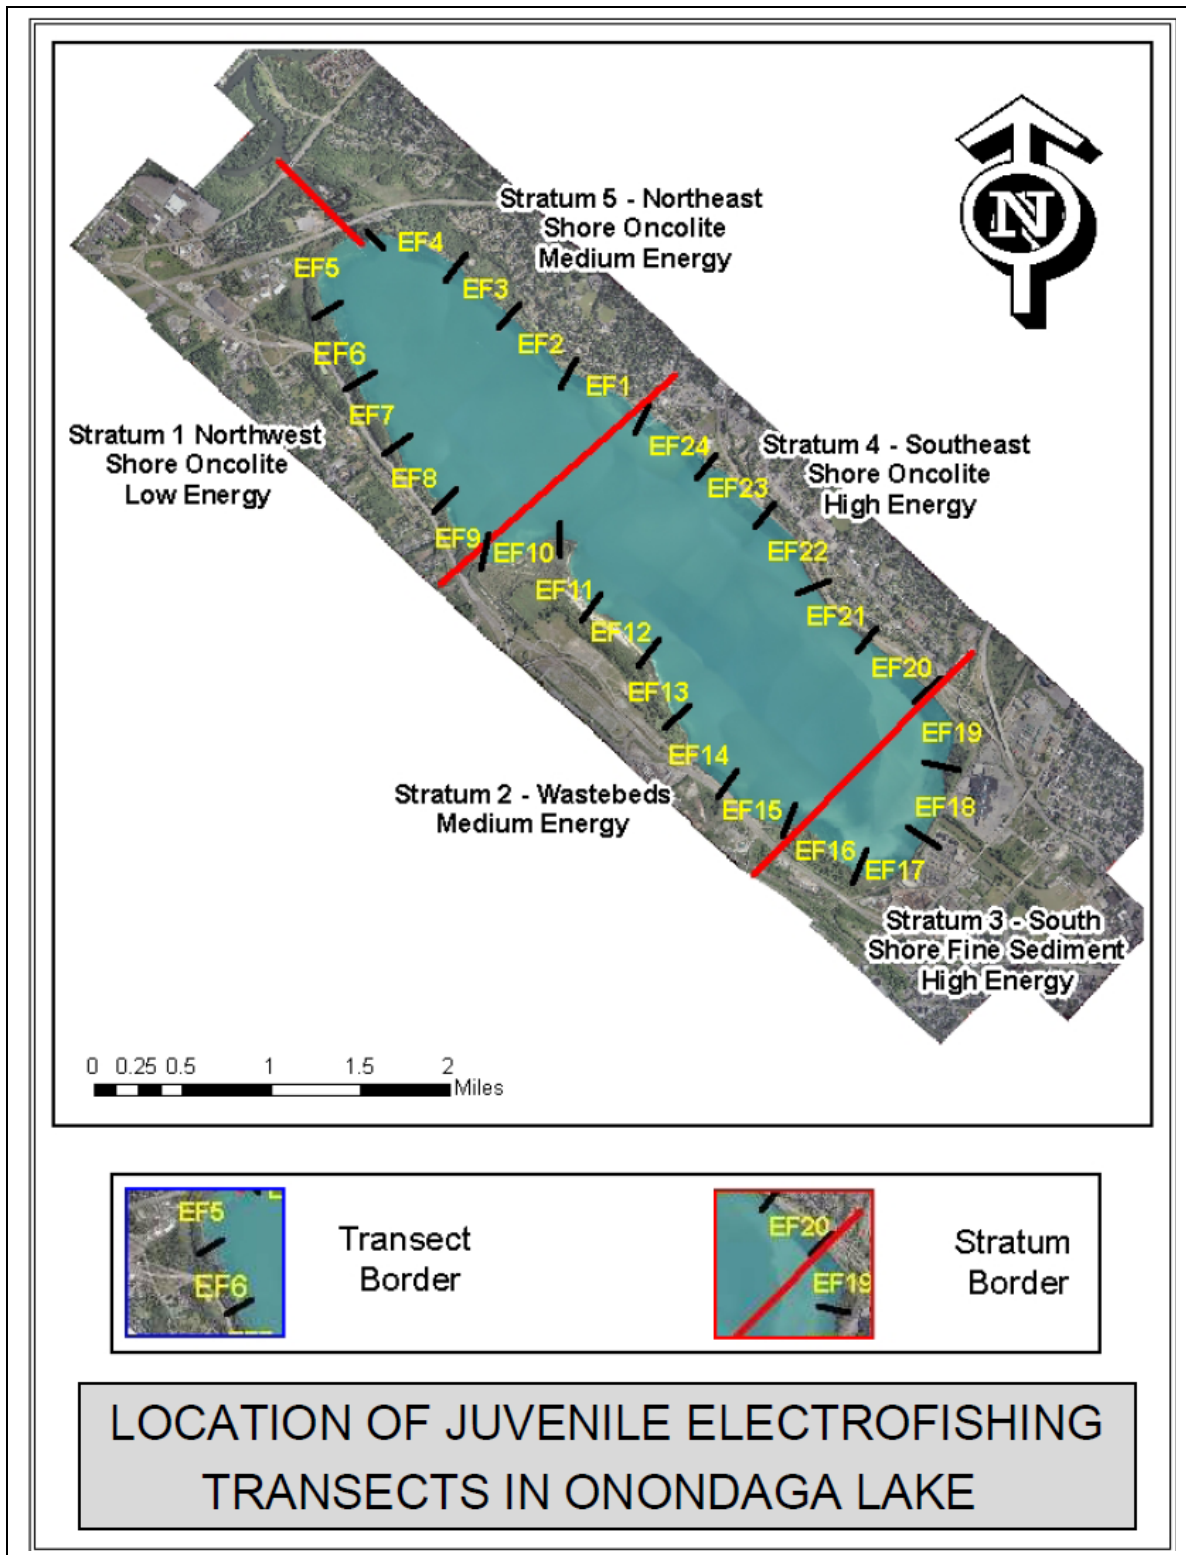 N
Stratum 5 - Northeast
Shore Oncolite
Medium Energy
EF4
EF5
EF3
EF2
EF6
EF1
EF7
Stratum 1 Northwest
Shore Oncolite
Low Energy
EF24
Stratum 4 - Southeast
Shore Oncolite
High Energy
EF8
EF23
EF9
EF10
EF22
EF11
EF21
EF12
EF20
EF13
EF19
EF14
Stratum 2 - Wastebeds
Medium Energy
EF15
EF18
EF16
EF17
Stratum 3 - South
Shore Fine Sediment
High Energy
0 0.25 0.5 1 1.5 2
Miles
EF5
EF6
Transect
Border
EF20
EF19
Stratum
Border
LOCATION OF JUVENILE ELECTROFISHING
TRANSECTS IN ONONDAGA LAKE